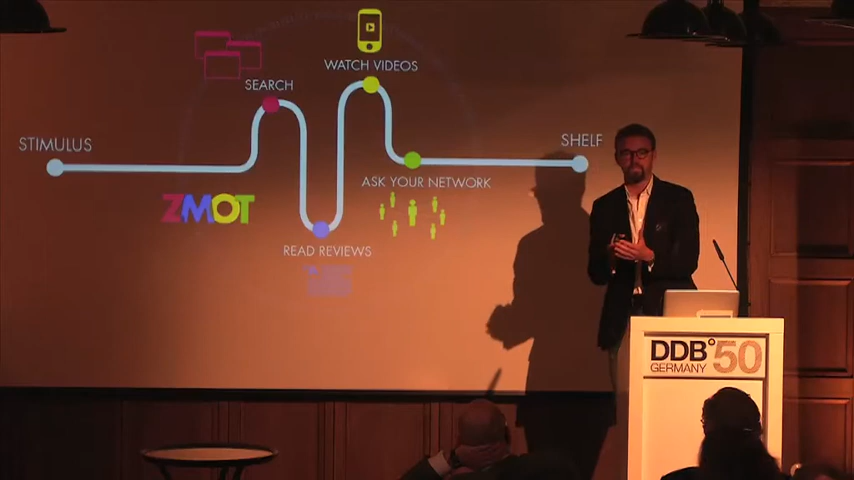 WATCH VIDEOS
SEARCH
STIMULUS
SHELF
ASK YOUR NETWORK
ZMOT
READ REVIEWS
DDB°50
GERMANY